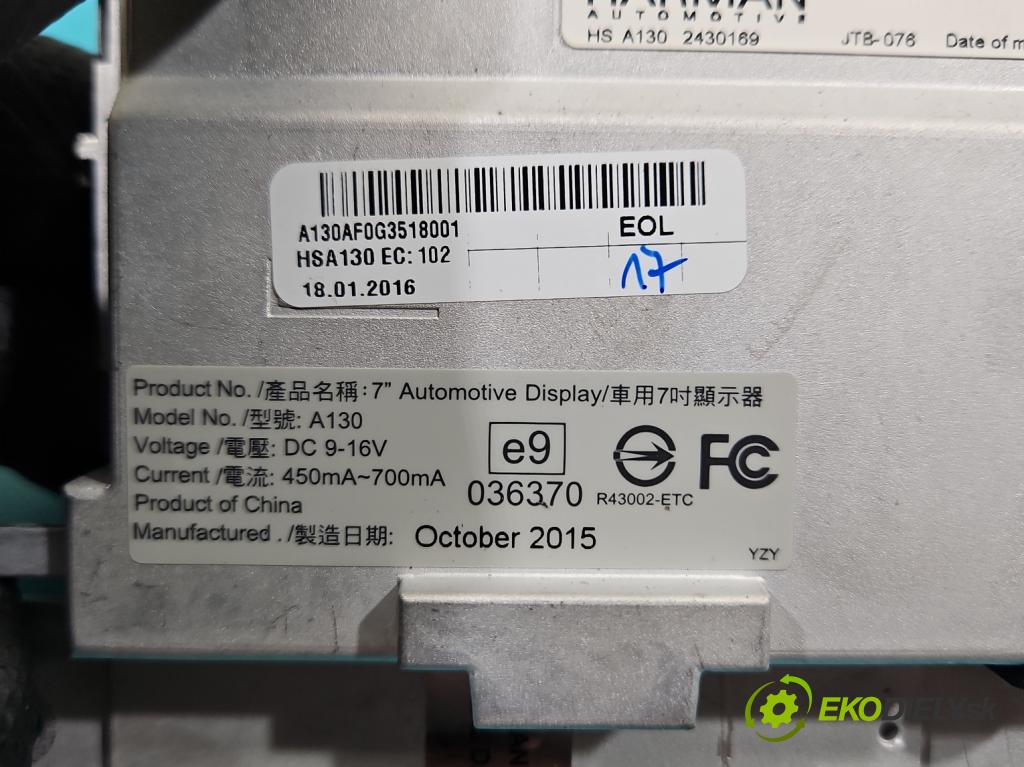 HARMAN
AUTOMOTIVE
HS A130 2430169 JTB-076 Date of m
A130AF0G3518001 EOL
HSA130 EC: 102
17
18.01.2016
Product No. /產品名稱: 7" Automotive Display/車用7吋顯示器
Model No. /型號: A130
Voltage /電壓: DC 9-16V
Current /電流: 450mA~700mA
Product of China
Manufactured . /製造日期: October 2015
e9
036370
R43002-ETC
FC
YZY
EKODIELY.sk